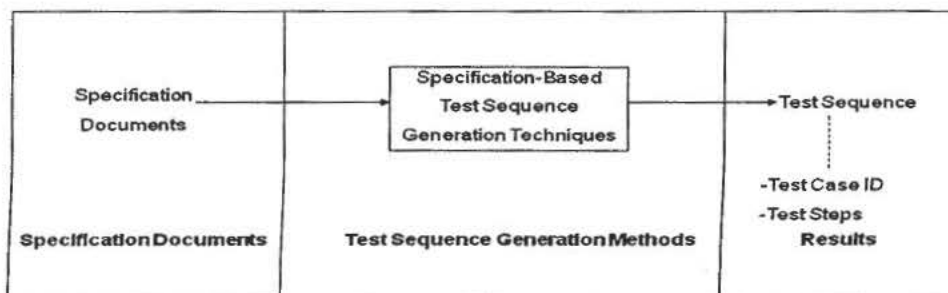 Specification
Documents
Specification-Based
Test Sequence
Generation Techniques
Test Sequence
-Test Case ID
-Test Steps
Specification Documents
Test Sequence Generation Methods
Results